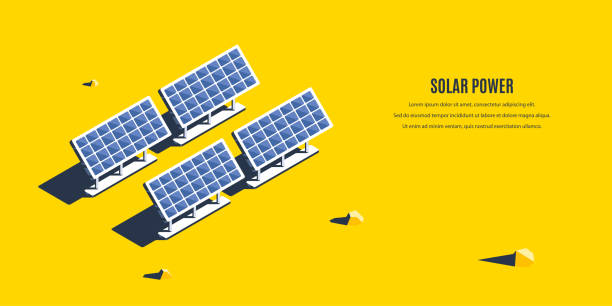 SOLAR POWER
Lorem ipsum dolor sit amet, consectetur adipiscing elit.
Sed do eiusmod tempor ut labore et dolore magna aliqua.
Ut enim ad minim veniam, quis nostrud exercitation ullamco.